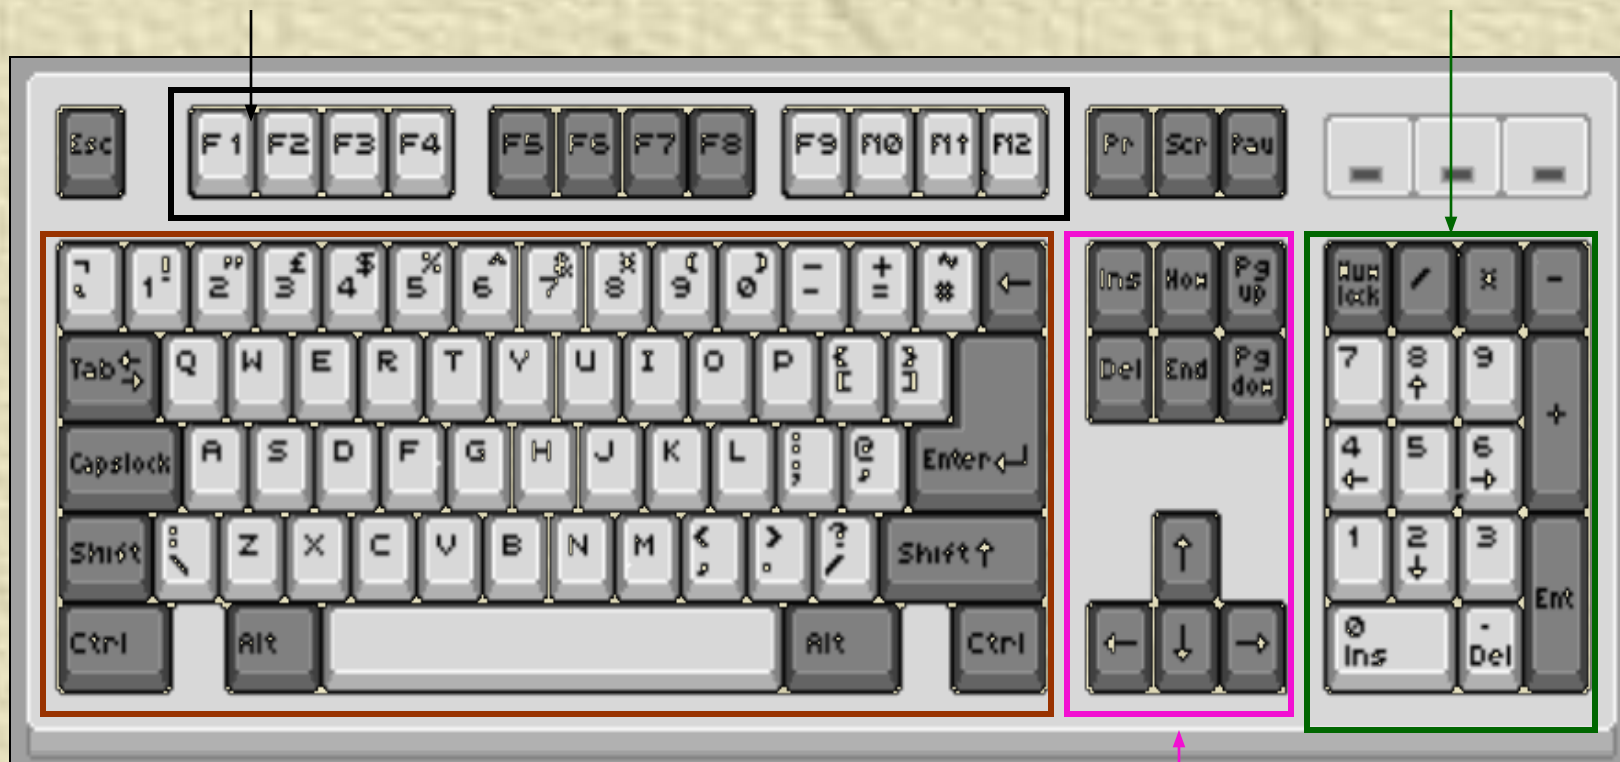 Esc F1 F2 F3 F4 F5 F6 F7 F8 F9 F10 F11 F12 Pr Scr Pau
¬ ! " £ $ % ^ & * ( ) _ + ~
` 1 2 3 4 5 6 7 8 9 0 - = # ← Ins Hom Pg up Num lock / * -
Tab Q W E R T Y U I O P { [ } ] Del End Pg dow 7 8 ↑ 9 +
Capslock A S D F G H J K L : ; @ ' Enter 4 ← 5 6 →
Shift | \ Z X C V B N M < , > . ? / Shift ↑ ↑ 1 2 ↓ 3 Ent
Ctrl Alt Alt Ctrl ← ↓ → 0 Ins . Del